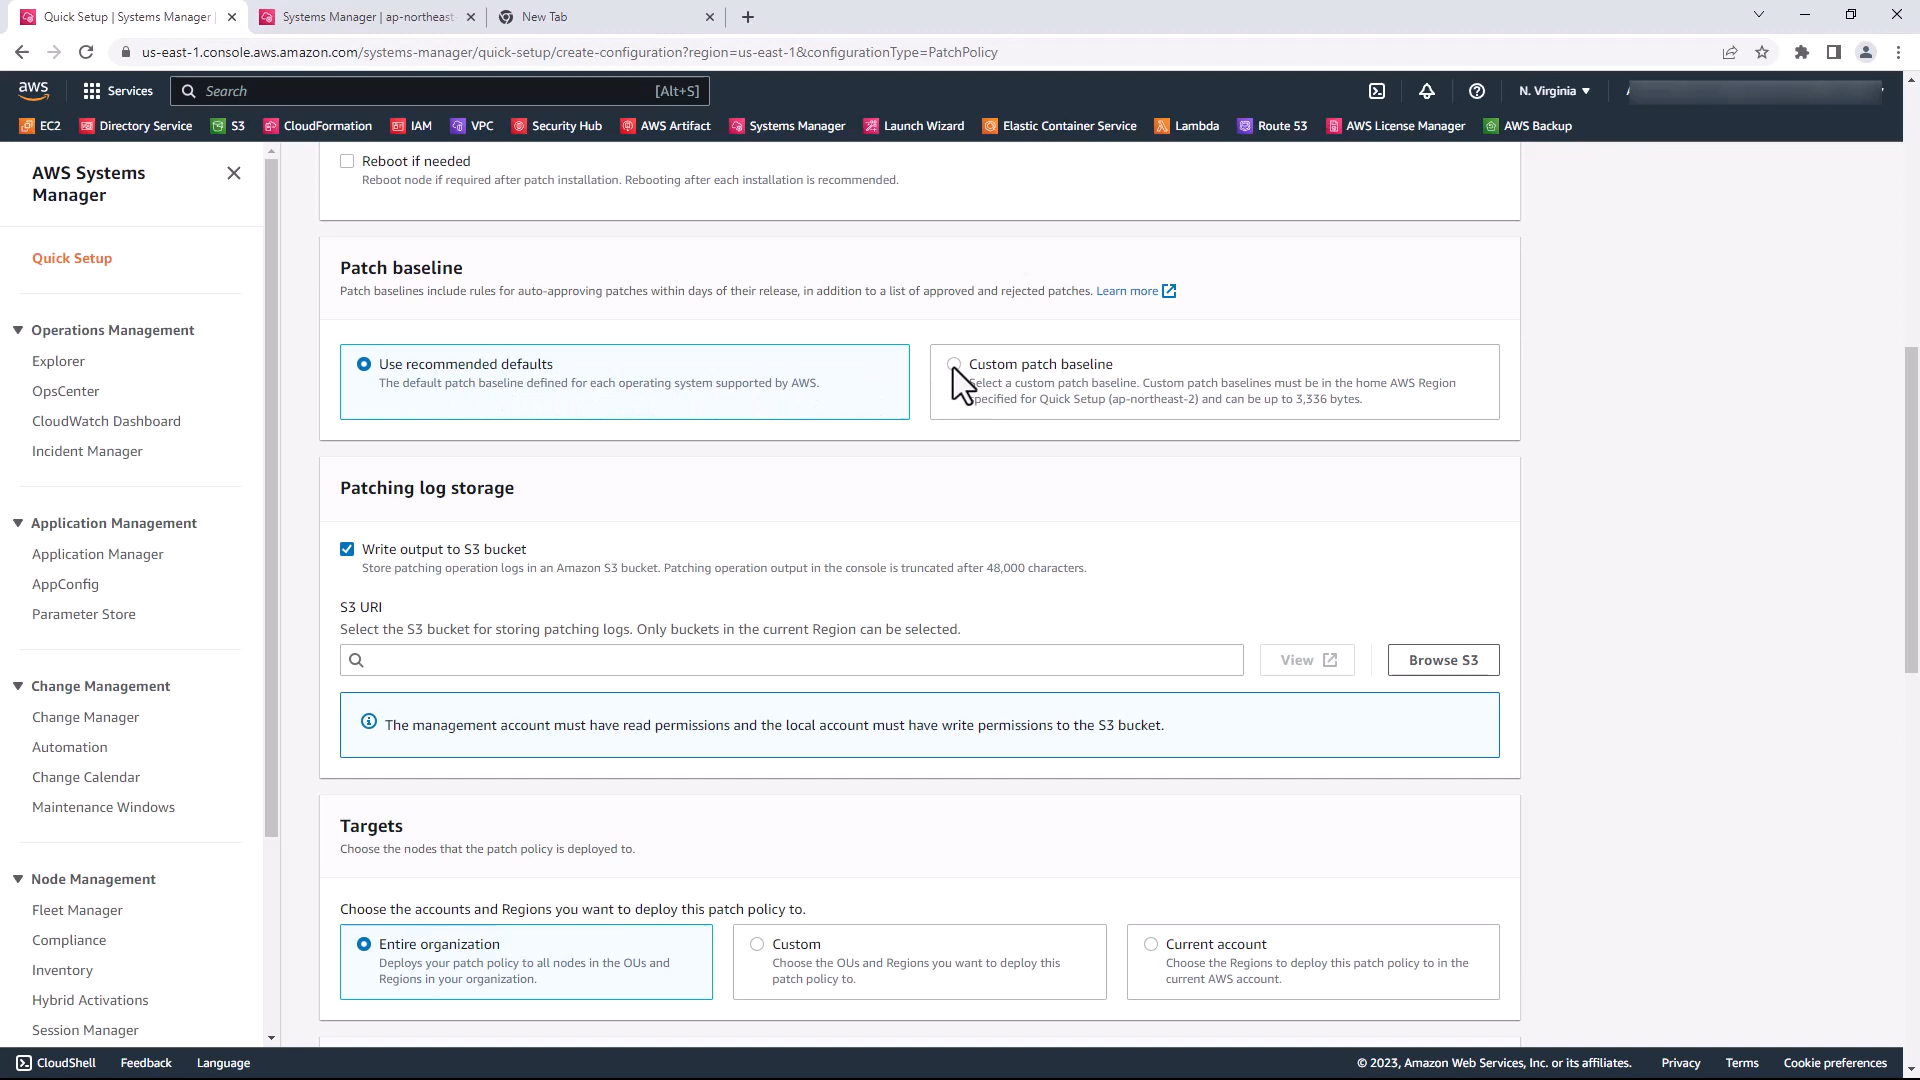 Quick Setup | Systems Manager
Systems Manager | ap-northeast
New Tab
us-east-1.console.aws.amazon.com/systems-manager/quick-setup/create-configuration?region=us-east-1&configurationType=PatchPolicy
aws
Services
Search
[Alt+S]
N. Virginia
EC2
Directory Service
S3
CloudFormation
IAM
VPC
Security Hub
AWS Artifact
Systems Manager
Launch Wizard
Elastic Container Service
Lambda
Route 53
AWS License Manager
AWS Backup
AWS Systems
Manager
Quick Setup
Operations Management
Explorer
OpsCenter
CloudWatch Dashboard
Incident Manager
Application Management
Application Manager
AppConfig
Parameter Store
Change Management
Change Manager
Automation
Change Calendar
Maintenance Windows
Node Management
Fleet Manager
Compliance
Inventory
Hybrid Activations
Session Manager
Reboot if needed
Reboot node if required after patch installation. Rebooting after each installation is recommended.
Patch baseline
Patch baselines include rules for auto-approving patches within days of their release, in addition to a list of approved and rejected patches. Learn more
Use recommended defaults
The default patch baseline defined for each operating system supported by AWS.
Custom patch baseline
elect a custom patch baseline. Custom patch baselines must be in the home AWS Region
pecified for Quick Setup (ap-northeast-2) and can be up to 3,336 bytes.
Patching log storage
Write output to S3 bucket
Store patching operation logs in an Amazon S3 bucket. Patching operation output in the console is truncated after 48,000 characters.
S3 URI
Select the S3 bucket for storing patching logs. Only buckets in the current Region can be selected.
View
Browse S3
The management account must have read permissions and the local account must have write permissions to the S3 bucket.
Targets
Choose the nodes that the patch policy is deployed to.
Choose the accounts and Regions you want to deploy this patch policy to.
Entire organization
Deploys your patch policy to all nodes in the OUs and
Regions in your organization.
Custom
Choose the OUs and Regions you want to deploy this
patch policy to.
Current account
Choose the Regions to deploy this patch policy to in the
current AWS account.
CloudShell
Feedback
Language
© 2023, Amazon Web Services, Inc. or its affiliates.
Privacy
Terms
Cookie preferences